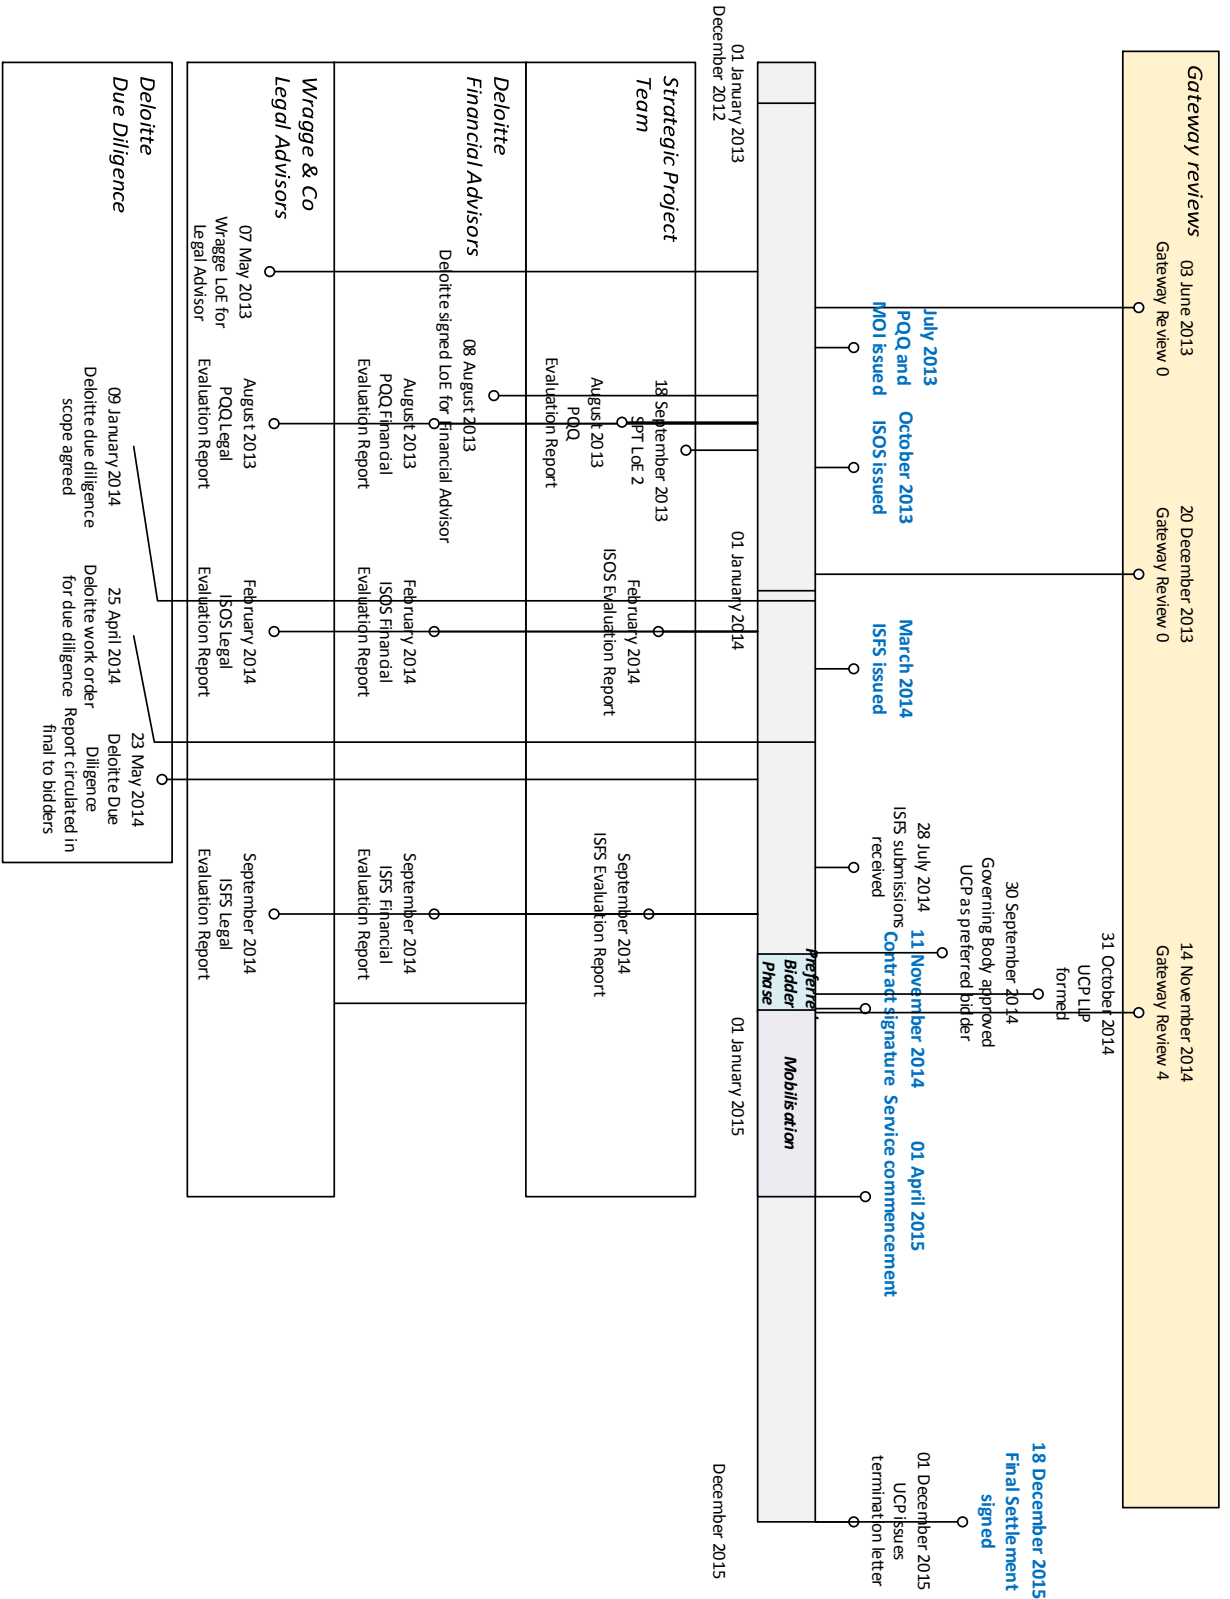 Gateway reviews
03 June 2013
Gateway Review 0
20 December 2013
Gateway Review 0
14 November 2014
Gateway Review 4
July 2013
PQQ and
MOI issued
October 2013
ISOS issued
March 2014
ISFS issued
28 July 2014
ISFS submissions
received
30 September 2014
Governing Body approved
UCP as preferred bidder
31 October 2014
UCP LLP
formed
11 November 2014
Contract signature
01 April 2015
Service commencement
18 December 2015
Final Settlement
signed
01 December 2015
UCP issues
termination letter
Preferre
Bidder
Phase
Mobilisation
December 2012
01 January 2013
01 January 2014
01 January 2015
December 2015
Strategic Project
Team
18 September 2013
SPT LoE 2
August 2013
PQQ
Evaluation Report
February 2014
ISOS Evaluation Report
September 2014
ISFS Evaluation Report
Deloitte
Financial Advisors
08 August 2013
Deloitte signed LoE for Financial Advisor
August 2013
PQQ Financial
Evaluation Report
February 2014
ISOS Financial
Evaluation Report
September 2014
ISFS Financial
Evaluation Report
Wragge & Co
Legal Advisors
07 May 2013
Wragge LoE for
Legal Advisor
August 2013
PQQ Legal
Evaluation Report
February 2014
ISOS Legal
Evaluation Report
September 2014
ISFS Legal
Evaluation Report
Deloitte
Due Diligence
09 January 2014
Deloitte due diligence
scope agreed
25 April 2014
Deloitte work order
for due diligence
23 May 2014
Deloitte Due
Diligence
Report circulated in
final to bidders